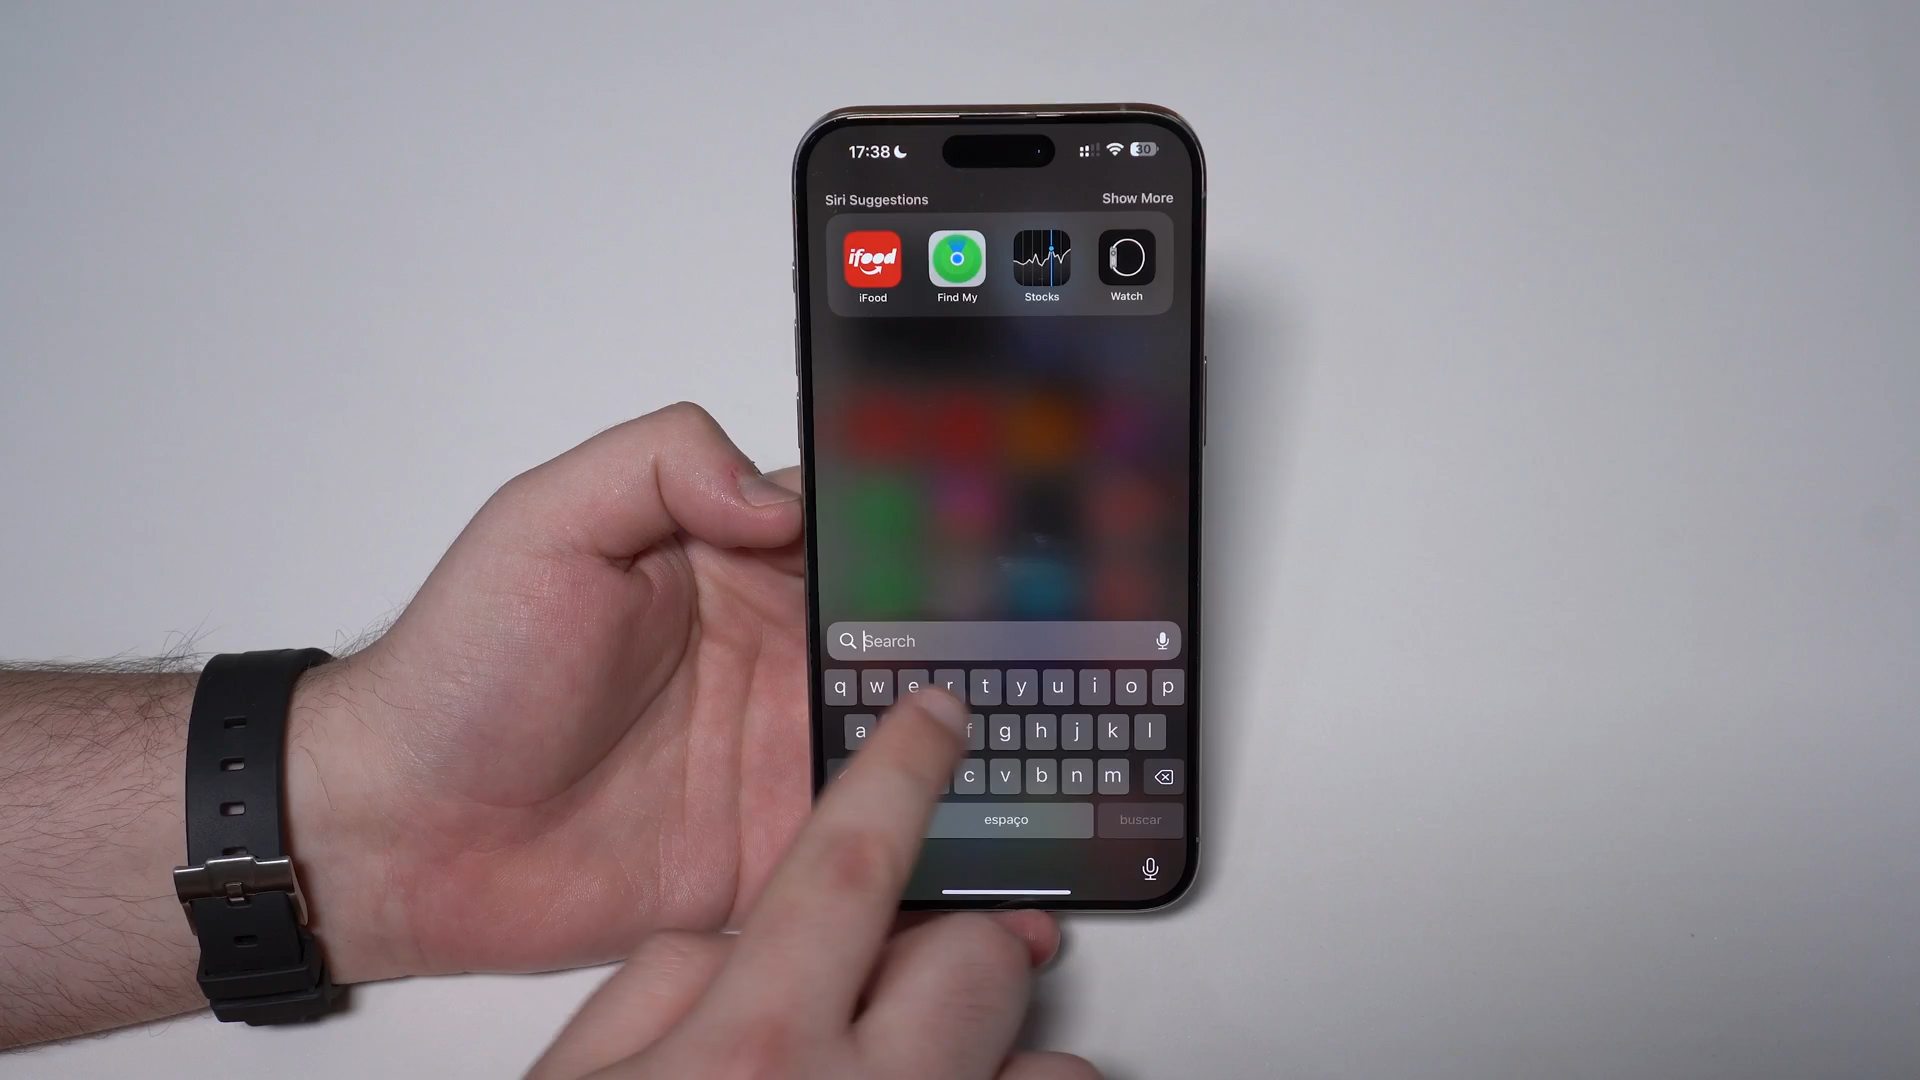 17:38 30
Siri Suggestions Show More
ifood
iFood Find My Stocks Watch
Search
q w e r t y u i o p
a f g h j k l
c v b n m
espaço buscar